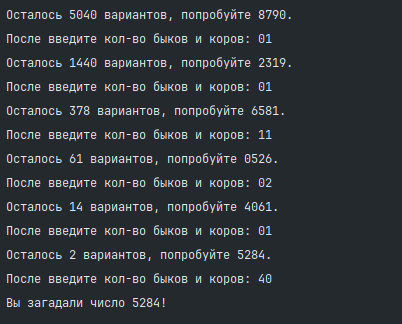 Осталось 5040 вариантов, попробуйте 8790.
После введите кол-во быков и коров: 01
Осталось 1440 вариантов, попробуйте 2319.
После введите кол-во быков и коров: 01
Осталось 378 вариантов, попробуйте 6581.
После введите кол-во быков и коров: 11
Осталось 61 вариантов, попробуйте 0526.
После введите кол-во быков и коров: 02
Осталось 14 вариантов, попробуйте 4061.
После введите кол-во быков и коров: 01
Осталось 2 вариантов, попробуйте 5284.
После введите кол-во быков и коров: 40
Вы загадали число 5284!